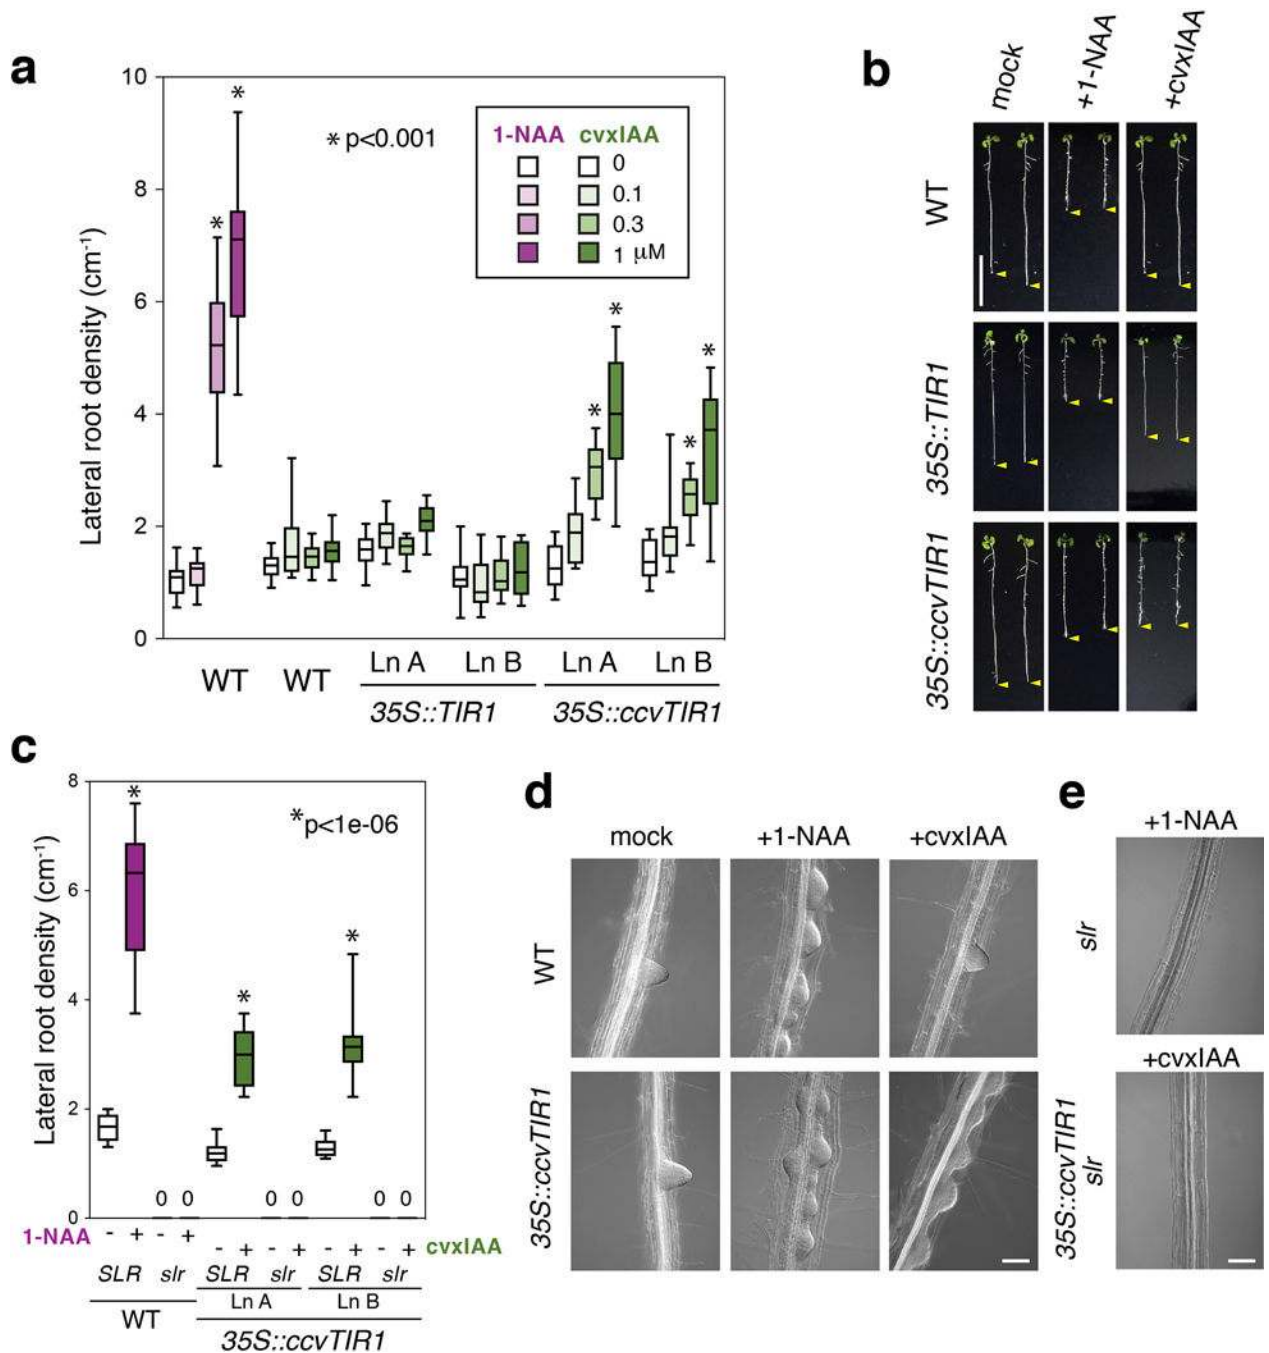 a
10
8
6
4
2
0
Lateral root density (cm⁻¹)
* p<0.001
1-NAA cvxIAA
0
0.1
0.3
1 μM
*
*
*
*
*
*
WT WT Ln A Ln B Ln A Ln B
35S::TIR1 35S::ccvTIR1
b
mock +1-NAA +cvxIAA
WT
35S::TIR1
35S::ccvTIR1
c
8
6
4
2
0
Lateral root density (cm⁻¹)
*p<1e-06
*
*
*
0 0 0 0 0 0
1-NAA - + - + - + - + - + - + cvxIAA
SLR slr SLR slr SLR slr
WT Ln A Ln B
35S::ccvTIR1
d
mock +1-NAA +cvxIAA
WT
35S::ccvTIR1
e
+1-NAA
slr
+cvxIAA
35S::ccvTIR1
slr